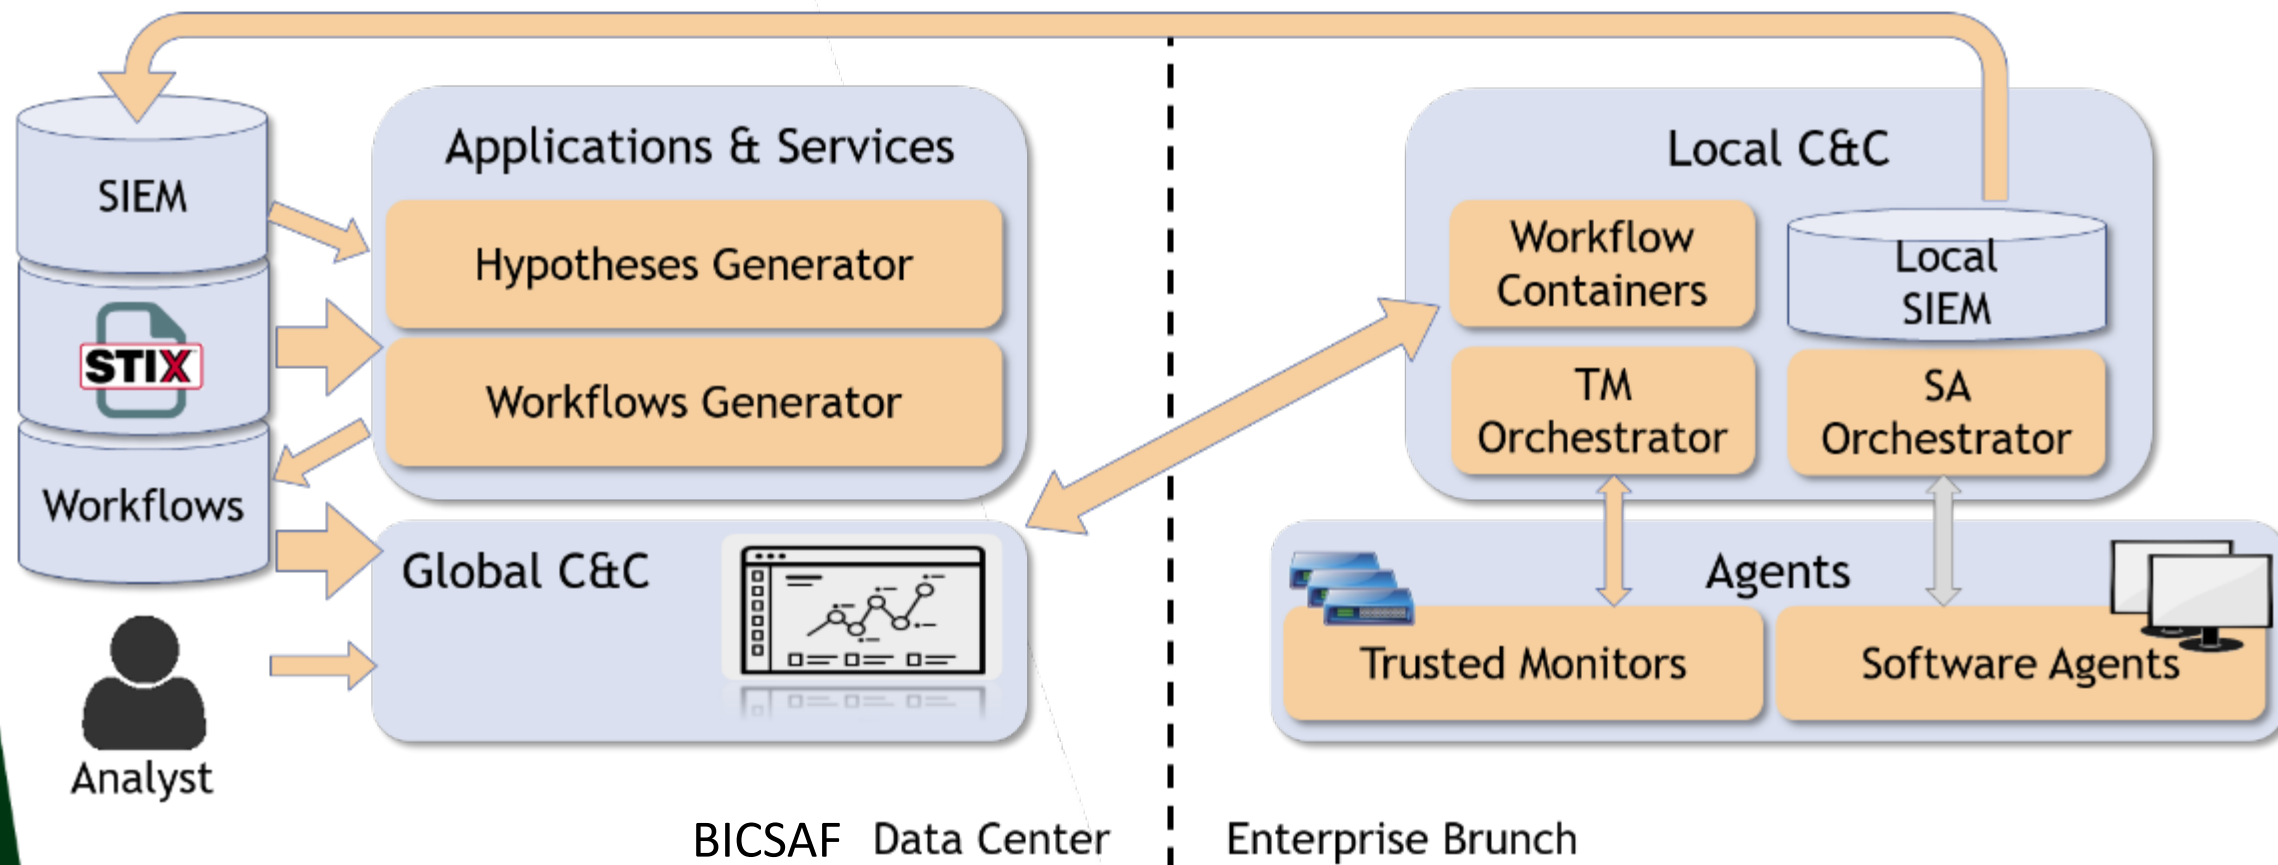 SIEM
STIX
Workflows
Analyst
Applications & Services
Hypotheses Generator
Workflows Generator
Global C&C
BICSAF Data Center
Local C&C
Workflow
Containers
Local
SIEM
TM
Orchestrator
SA
Orchestrator
Agents
Trusted Monitors
Software Agents
Enterprise Brunch